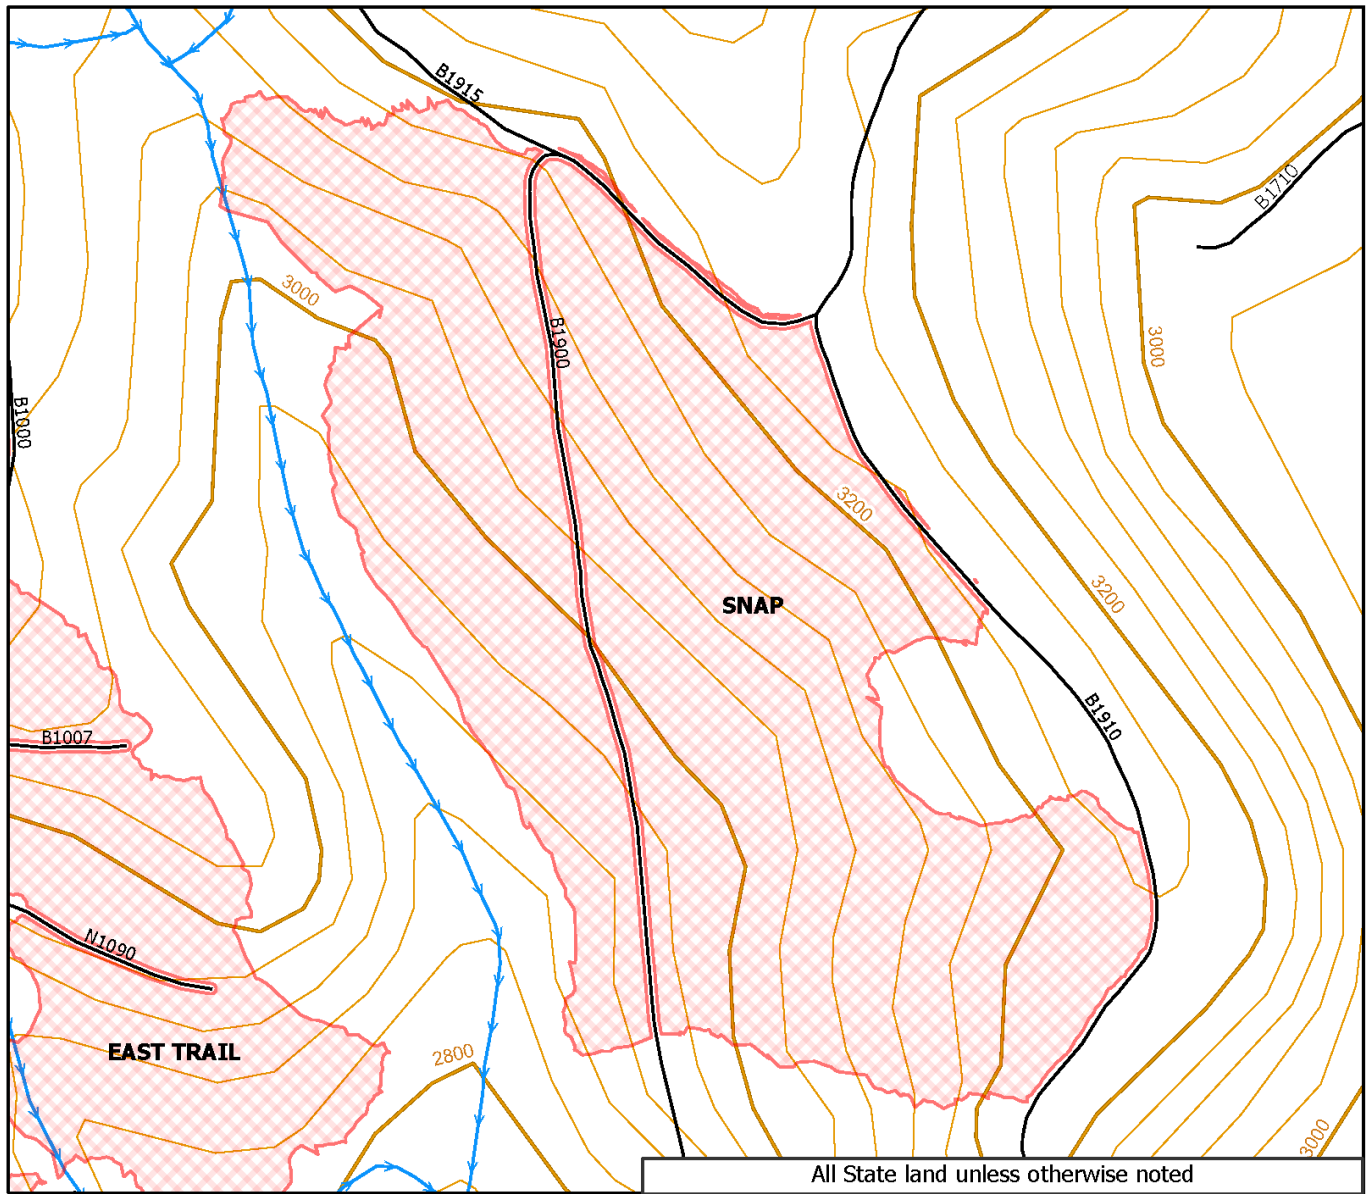 B1915
B1710
3000
3000
B1900
B1000
3200
3200
SNAP
B1910
B1007
N1090
EAST TRAIL
2800
3000
All State land unless otherwise noted